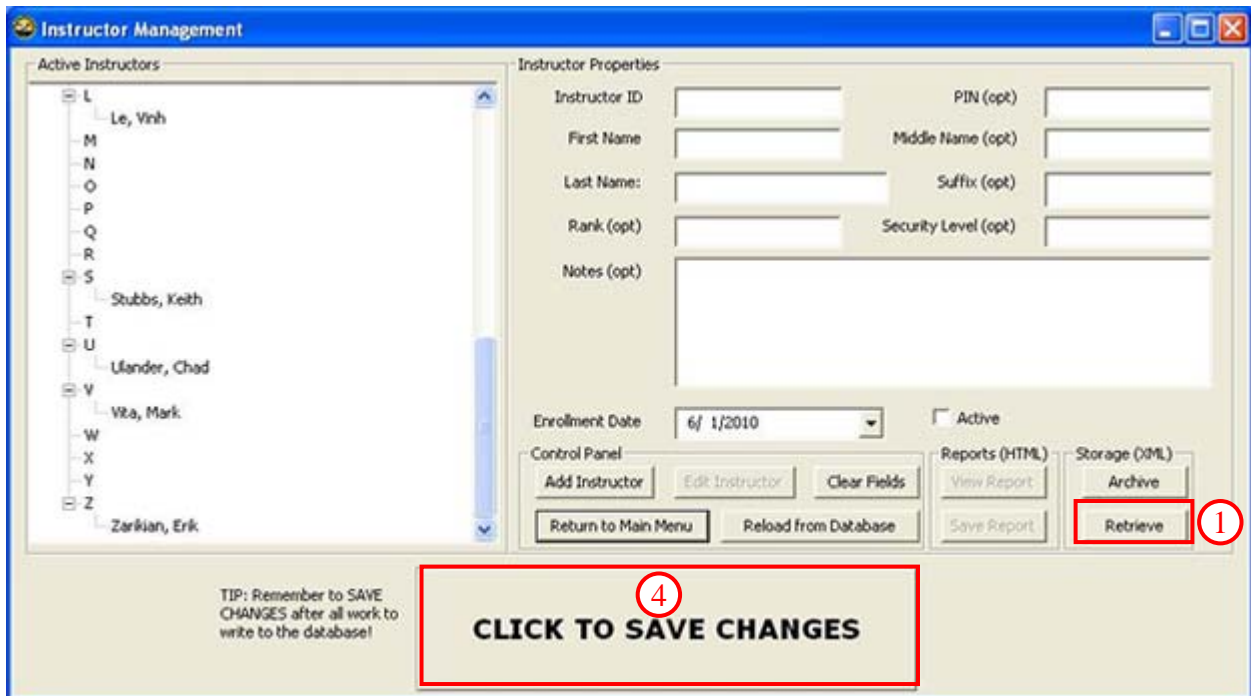 Instructor Management
Active Instructors
L
Le, Vinh
M
N
O
P
Q
R
S
Stubbs, Keith
T
U
Ulander, Chad
V
Vita, Mark
W
X
Y
Z
Zarikian, Erik
Instructor Properties
Instructor ID PIN (opt)
First Name Middle Name (opt)
Last Name: Suffix (opt)
Rank (opt) Security Level (opt)
Notes (opt)
Enrollment Date 6/ 1/2010 Active
Control Panel Reports (HTML) Storage (XML)
Add Instructor Edit Instructor Clear Fields View Report Archive
Return to Main Menu Reload from Database Save Report Retrieve 1
TIP: Remember to SAVE
CHANGES after all work to
write to the database!
4
CLICK TO SAVE CHANGES